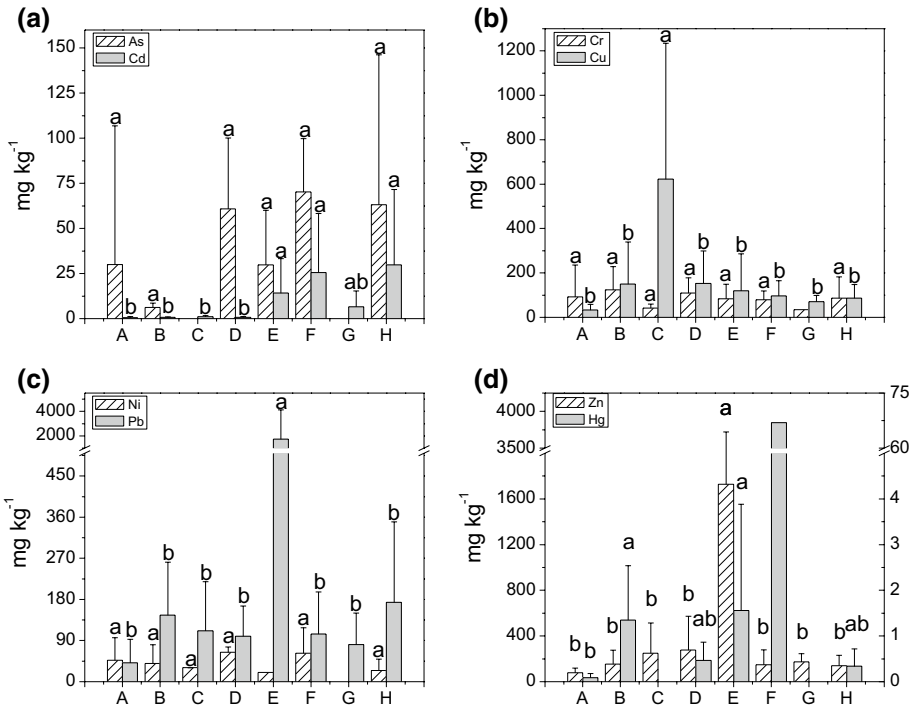 (a)
As
Cd
150
125
100
75
50
25
0
mg kg-1
a a a a a a a
b b b b a a ab a
A B C D E F G H
(b)
Cr
Cu
1200
1000
800
600
400
200
0
mg kg-1
a a a a a a a
b b a b b b b b
A B C D E F G H
(c)
Ni
Pb
4000
2000
450
360
270
180
90
0
mg kg-1
a a a a a a
b b b b a b b b
A B C D E F G H
(d)
Zn
Hg
4000
3500
1600
1200
800
400
0
mg kg-1
75
60
4
3
2
1
0
b b b b a b b b
b a ab a ab
A B C D E F G H